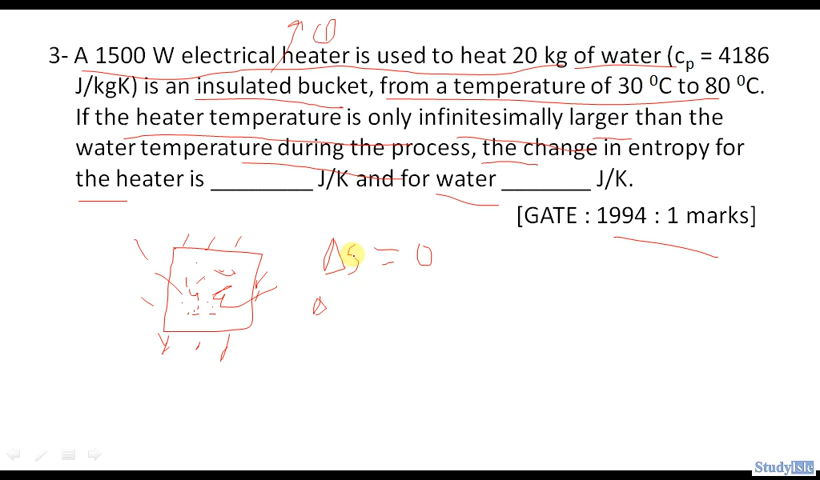 3- A 1500 W electrical heater is used to heat 20 kg of water (cp = 4186
J/kgK) is an insulated bucket, from a temperature of 30 ⁰C to 80 ⁰C.
If the heater temperature is only infinitesimally larger than the
water temperature during the process, the change in entropy for
the heater is _________ J/K and for water ________ J/K.
[GATE : 1994 : 1 marks]
ΔS = 0
Δ
StudyIsle